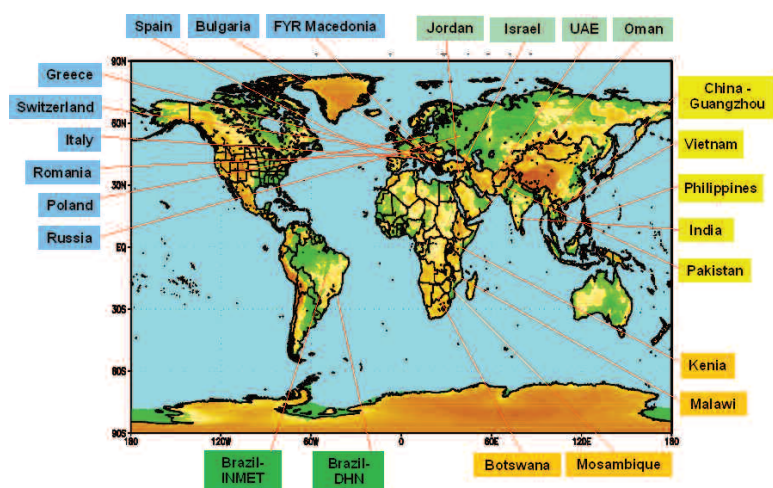 Spain Bulgaria FYR Macedonia Jordan Israel UAE Oman
Greece
Switzerland
Italy
Romania
Poland
Russia
China -
Guangzhou
Vietnam
Philippines
India
Pakistan
Kenia
Malawi
90N
60N
30N
EQ
30S
60S
90S
180 120W 60W 0 60E 120E 180
Brazil-
INMET
Brazil-
DHN
Botswana Mosambique